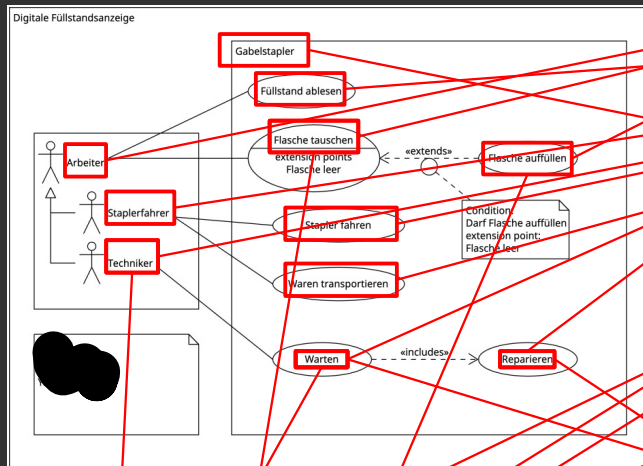 Digitale Füllstandsanzeige
Gabelstapler
Füllstand ablesen
Flasche tauschen
extension points
Flasche leer
«extends»
Flasche auffüllen
Arbeiter
Staplerfahrer
Techniker
Stapler fahren
Condition:
Darf Flasche auffüllen
extension point:
Flasche leer
Waren transportieren
Warten
«includes»
Reparieren